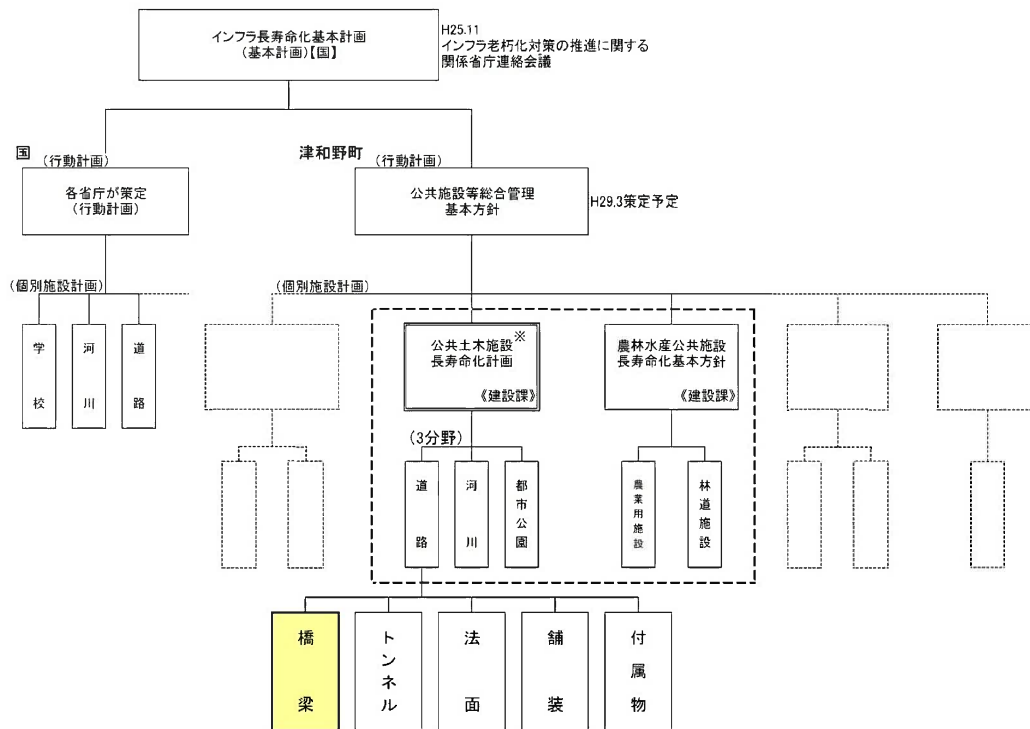 インフラ長寿命化基本計画
(基本計画)【国】
H25.11
インフラ老朽化対策の推進に関する
関係省庁連絡会議
国
(行動計画)
各省庁が策定
(行動計画)
津和野町
(行動計画)
公共施設等総合管理
基本方針
H29.3策定予定
(個別施設計画)
学校
河川
道路
(個別施設計画)
公共土木施設※
長寿命化計画
《建設課》
農林水産公共施設
長寿命化基本方針
《建設課》
(3分野)
道路
河川
都市公園
農業用施設
林道施設
橋梁
トンネル
法面
舗装
付属物